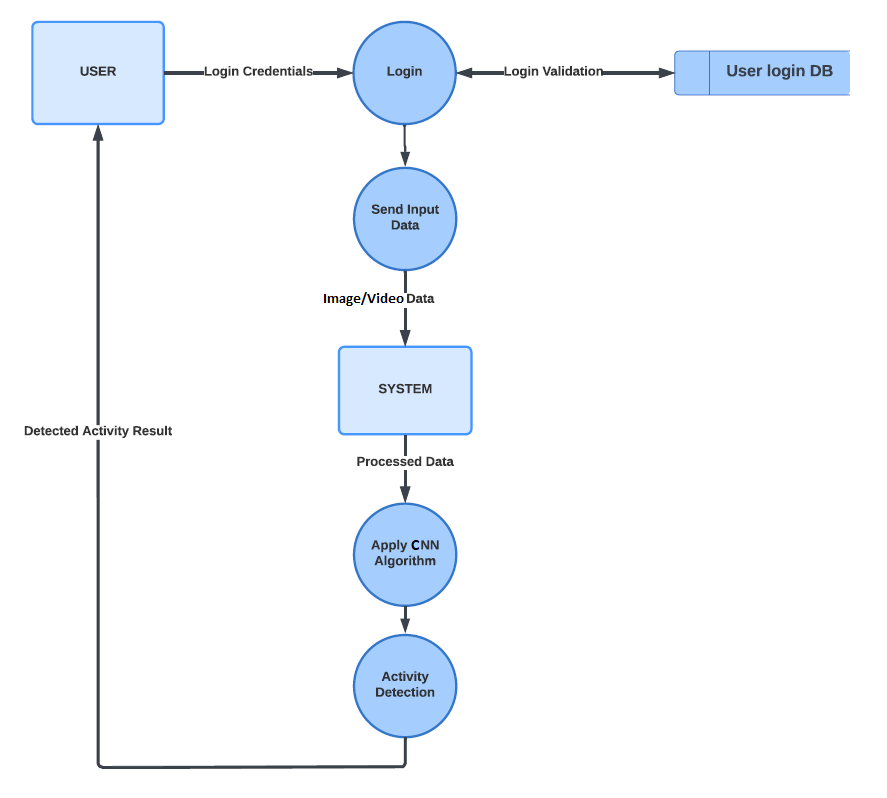 USER
Login Credentials
Login
Login Validation
User login DB
Send Input
Data
Image/Video Data
SYSTEM
Detected Activity Result
Processed Data
Apply CNN
Algorithm
Activity
Detection